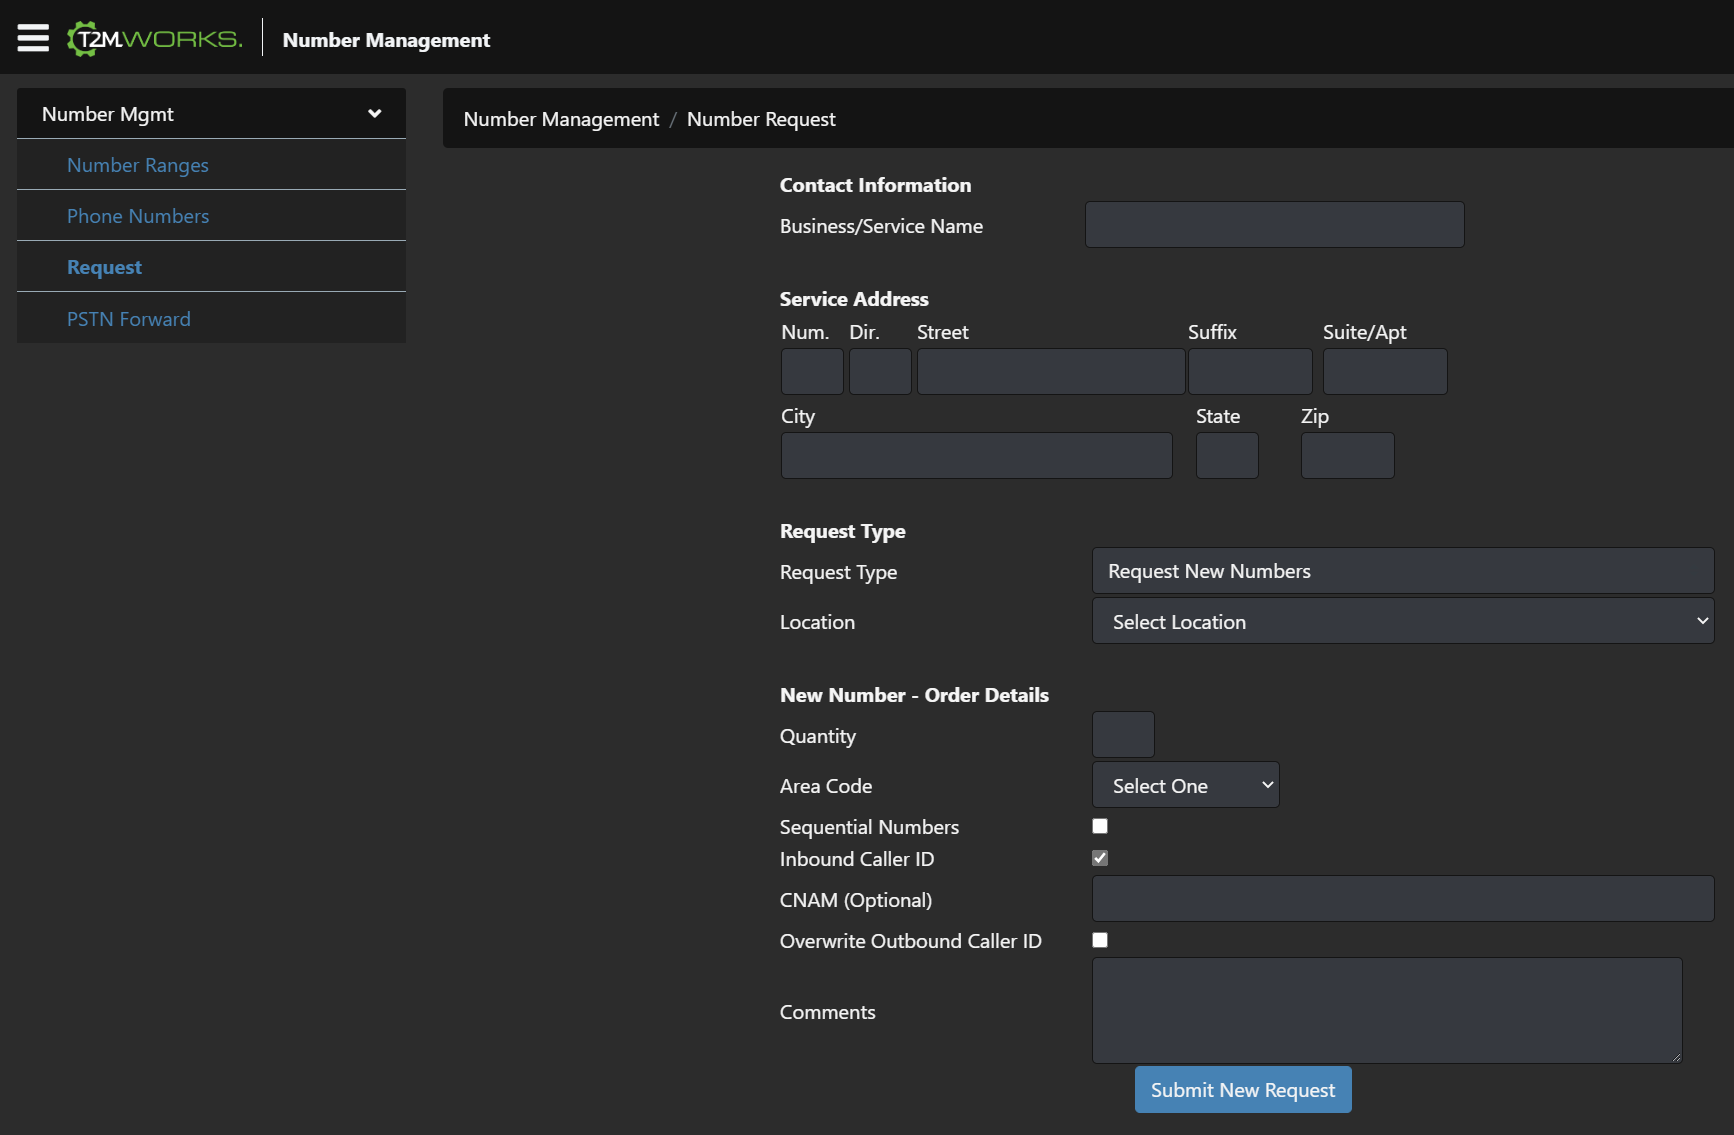 T2MWORKS. Number Management
Number Mgmt
Number Ranges
Phone Numbers
Request
PSTN Forward
Number Management / Number Request
Contact Information
Business/Service Name
Service Address
Num. Dir. Street Suffix Suite/Apt
City State Zip
Request Type
Request Type Request New Numbers
Location Select Location
New Number - Order Details
Quantity
Area Code Select One
Sequential Numbers
Inbound Caller ID
CNAM (Optional)
Overwrite Outbound Caller ID
Comments
Submit New Request